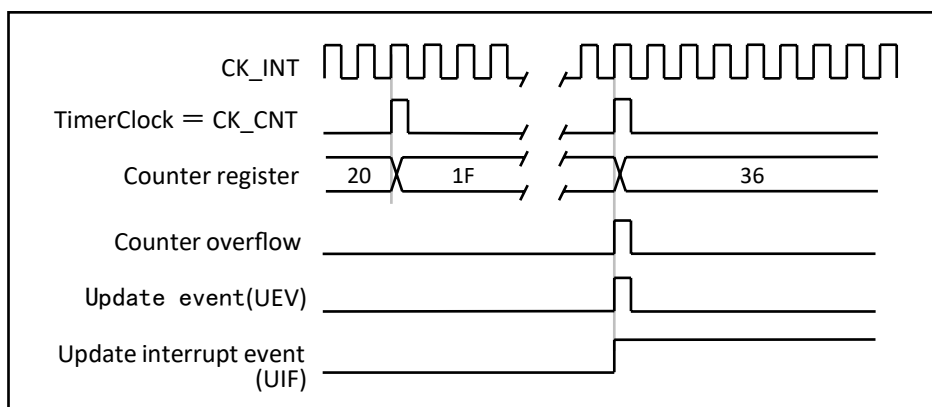 CK_INT
TimerClock = CK_CNT
Counter register 20 1F 36
Counter overflow
Update event(UEV)
Update interrupt event
(UIF)